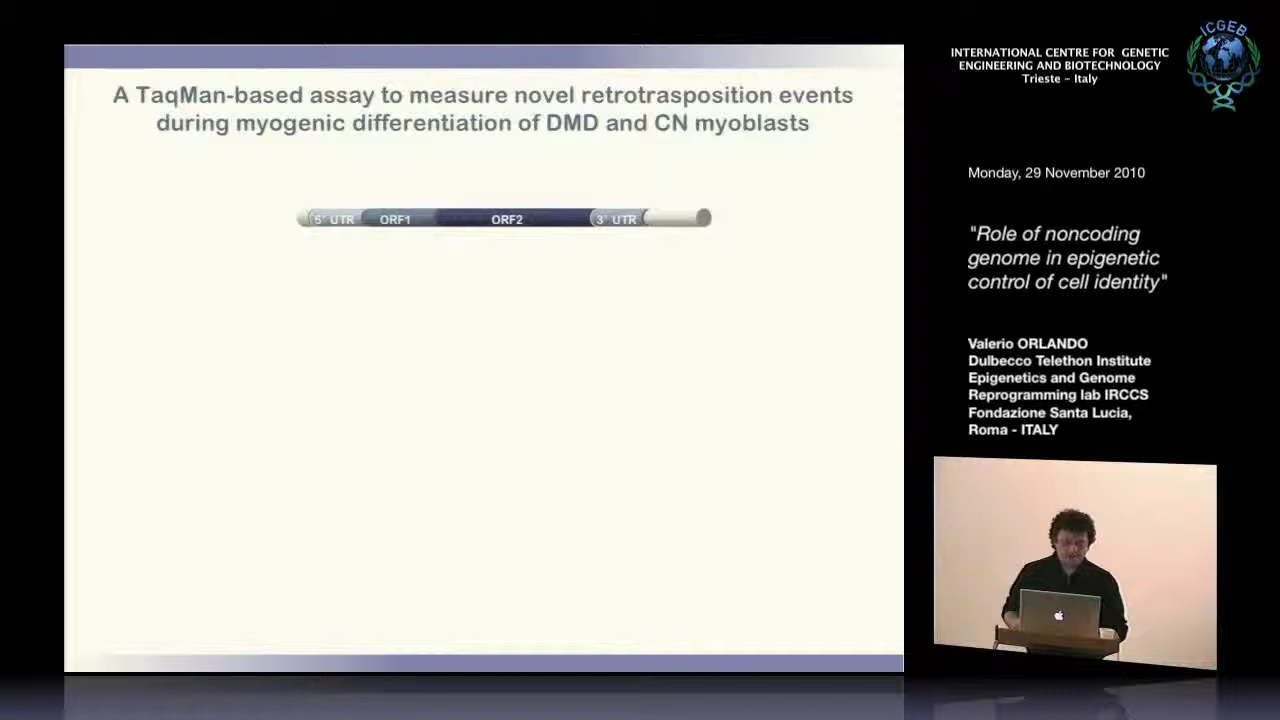 A TaqMan-based assay to measure novel retrotrasposition events
during myogenic differentiation of DMD and CN myoblasts
5' UTR
ORF1
ORF2
3' UTR
ICGEB
INTERNATIONAL CENTRE FOR GENETIC
ENGINEERING AND BIOTECHNOLOGY
Trieste - Italy
Monday, 29 November 2010
"Role of noncoding
genome in epigenetic
control of cell identity"
Valerio ORLANDO
Dulbecco Telethon Institute
Epigenetics and Genome
Reprogramming lab IRCCS
Fondazione Santa Lucia,
Roma - ITALY